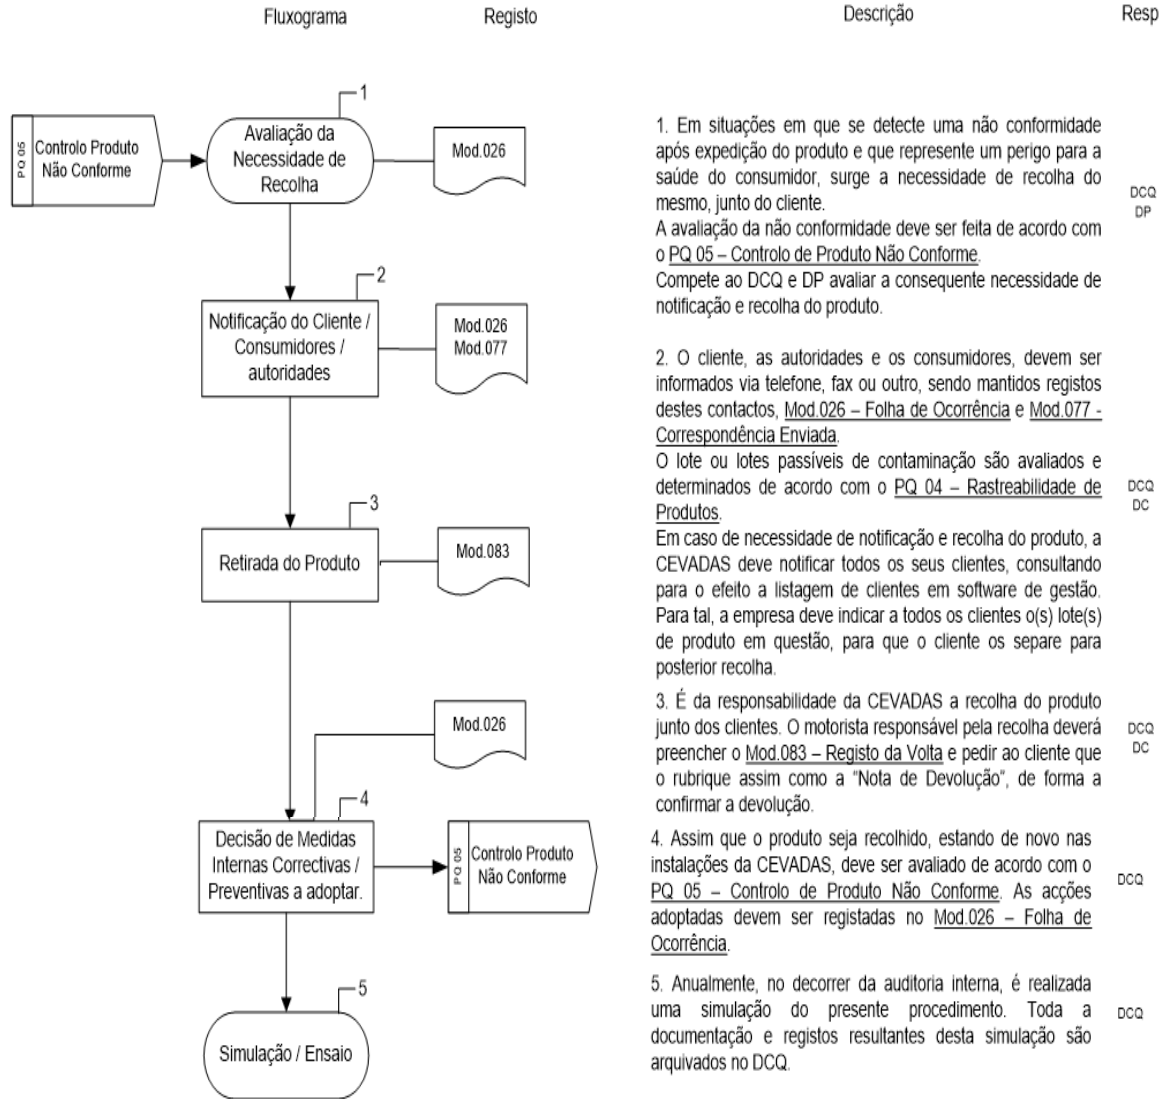 Fluxograma
Registo
Descrição
Resp
1
PQ 05
Controlo Produto
Não Conforme
Avaliação da
Necessidade de
Recolha
Mod.026
1. Em situações em que se detecte uma não conformidade
após expedição do produto e que represente um perigo para a
saúde do consumidor, surge a necessidade de recolha do
mesmo, junto do cliente.
A avaliação da não conformidade deve ser feita de acordo com
o PQ 05 – Controlo de Produto Não Conforme.
Compete ao DCQ e DP avaliar a consequente necessidade de
notificação e recolha do produto.
DCQ
DP
2
Notificação do Cliente /
Consumidores /
autoridades
Mod.026
Mod.077
2. O cliente, as autoridades e os consumidores, devem ser
informados via telefone, fax ou outro, sendo mantidos registos
destes contactos, Mod.026 – Folha de Ocorrência e Mod.077 -
Correspondência Enviada.
O lote ou lotes passíveis de contaminação são avaliados e
determinados de acordo com o PQ 04 – Rastreabilidade de
Produtos.
Em caso de necessidade de notificação e recolha do produto, a
CEVADAS deve notificar todos os seus clientes, consultando
para o efeito a listagem de clientes em software de gestão.
Para tal, a empresa deve indicar a todos os clientes o(s) lote(s)
de produto em questão, para que o cliente os separe para
posterior recolha.
DCQ
DC
3
Retirada do Produto
Mod.083
3. É da responsabilidade da CEVADAS a recolha do produto
junto dos clientes. O motorista responsável pela recolha deverá
preencher o Mod.083 – Registo da Volta e pedir ao cliente que
o rubrique assim como a “Nota de Devolução”, de forma a
confirmar a devolução.
DCQ
DC
Mod.026
4
Decisão de Medidas
Internas Correctivas /
Preventivas a adoptar.
PQ 05
Controlo Produto
Não Conforme
4. Assim que o produto seja recolhido, estando de novo nas
instalações da CEVADAS, deve ser avaliado de acordo com o
PQ 05 – Controlo de Produto Não Conforme. As acções
adoptadas devem ser registadas no Mod.026 – Folha de
Ocorrência.
DCQ
5
Simulação / Ensaio
5. Anualmente, no decorrer da auditoria interna, é realizada
uma simulação do presente procedimento. Toda a
documentação e registos resultantes desta simulação são
arquivados no DCQ.
DCQ